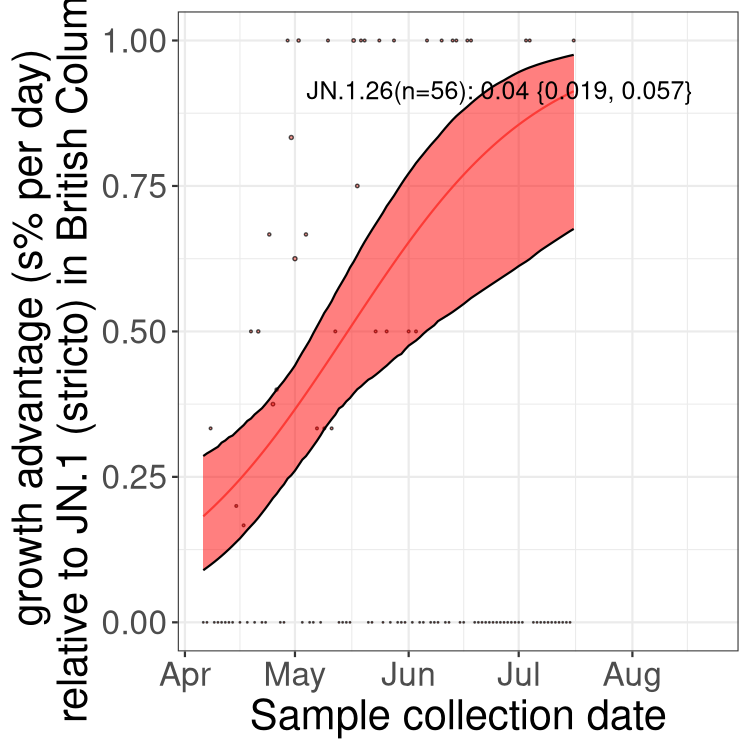 growth advantage (s% per day)
relative to JN.1 (stricto) in British Colum
1.00
0.75
0.50
0.25
0.00
JN.1.26(n=56): 0.04 {0.019, 0.057}
Apr May Jun Jul Aug
Sample collection date